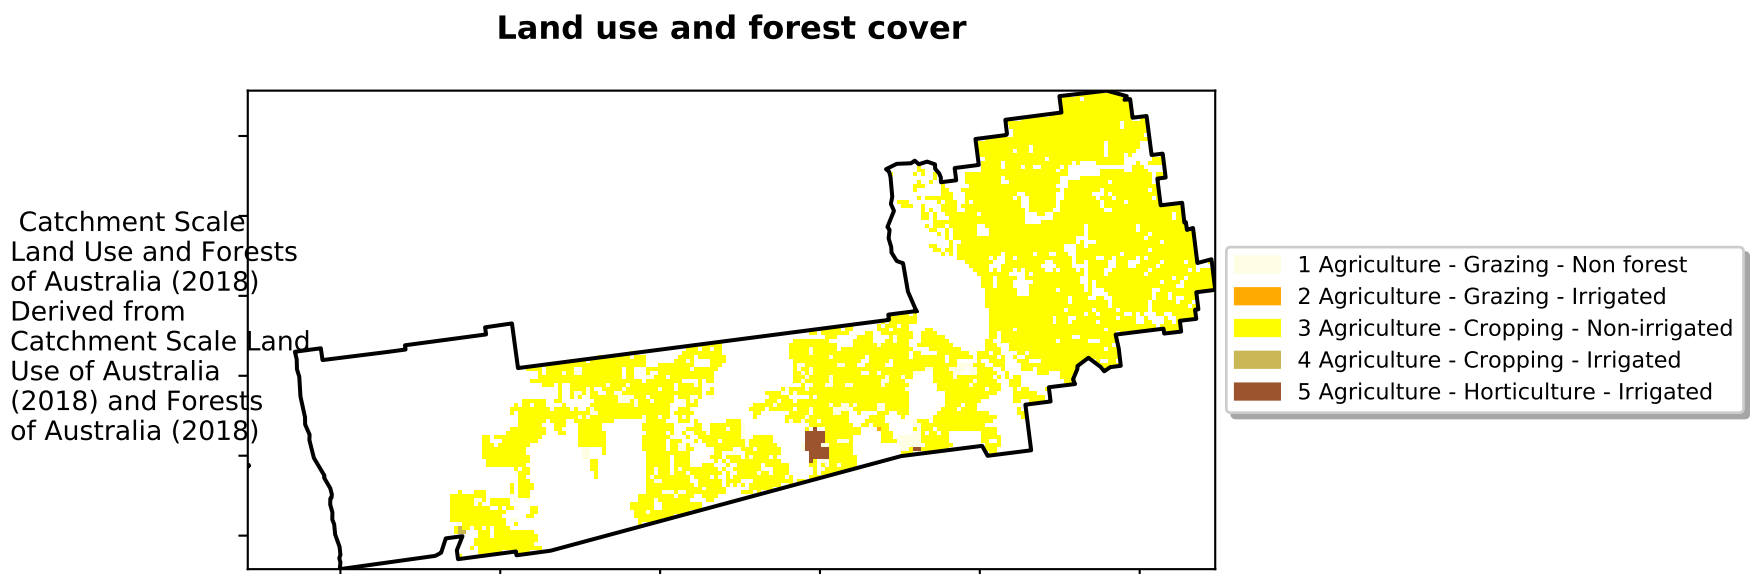 Land use and forest cover
Catchment Scale
Land Use and Forests
of Australia (2018)
Derived from
Catchment Scale Land
Use of Australia
(2018) and Forests
of Australia (2018)
1 Agriculture - Grazing - Non forest
2 Agriculture - Grazing - Irrigated
3 Agriculture - Cropping - Non-irrigated
4 Agriculture - Cropping - Irrigated
5 Agriculture - Horticulture - Irrigated